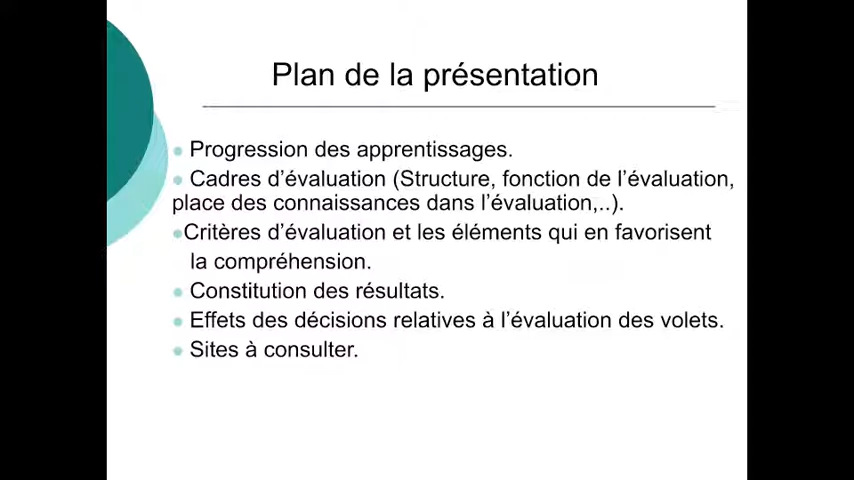 Plan de la présentation
Progression des apprentissages.
Cadres d’évaluation (Structure, fonction de l’évaluation,
place des connaissances dans l’évaluation,..).
Critères d’évaluation et les éléments qui en favorisent
la compréhension.
Constitution des résultats.
Effets des décisions relatives à l’évaluation des volets.
Sites à consulter.